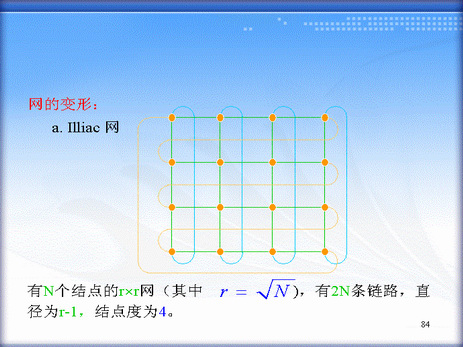 网的变形：
a. Illiac 网
有N个结点的r×r网（其中 r = √N），有2N条链路，直
径为r-1，结点度为4。
84